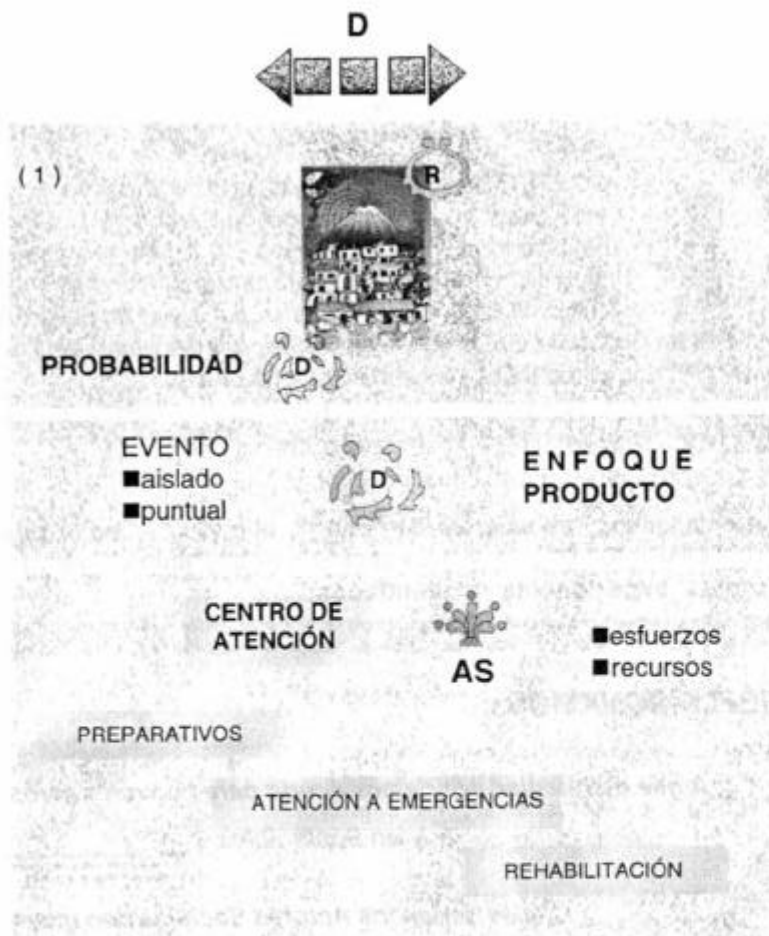 D
(1)
R
PROBABILIDAD
D
EVENTO
■aislado
■puntual
D
ENFOQUE
PRODUCTO
CENTRO DE
ATENCIÓN
AS
■esfuerzos
■recursos
PREPARATIVOS
ATENCIÓN A EMERGENCIAS
REHABILITACIÓN